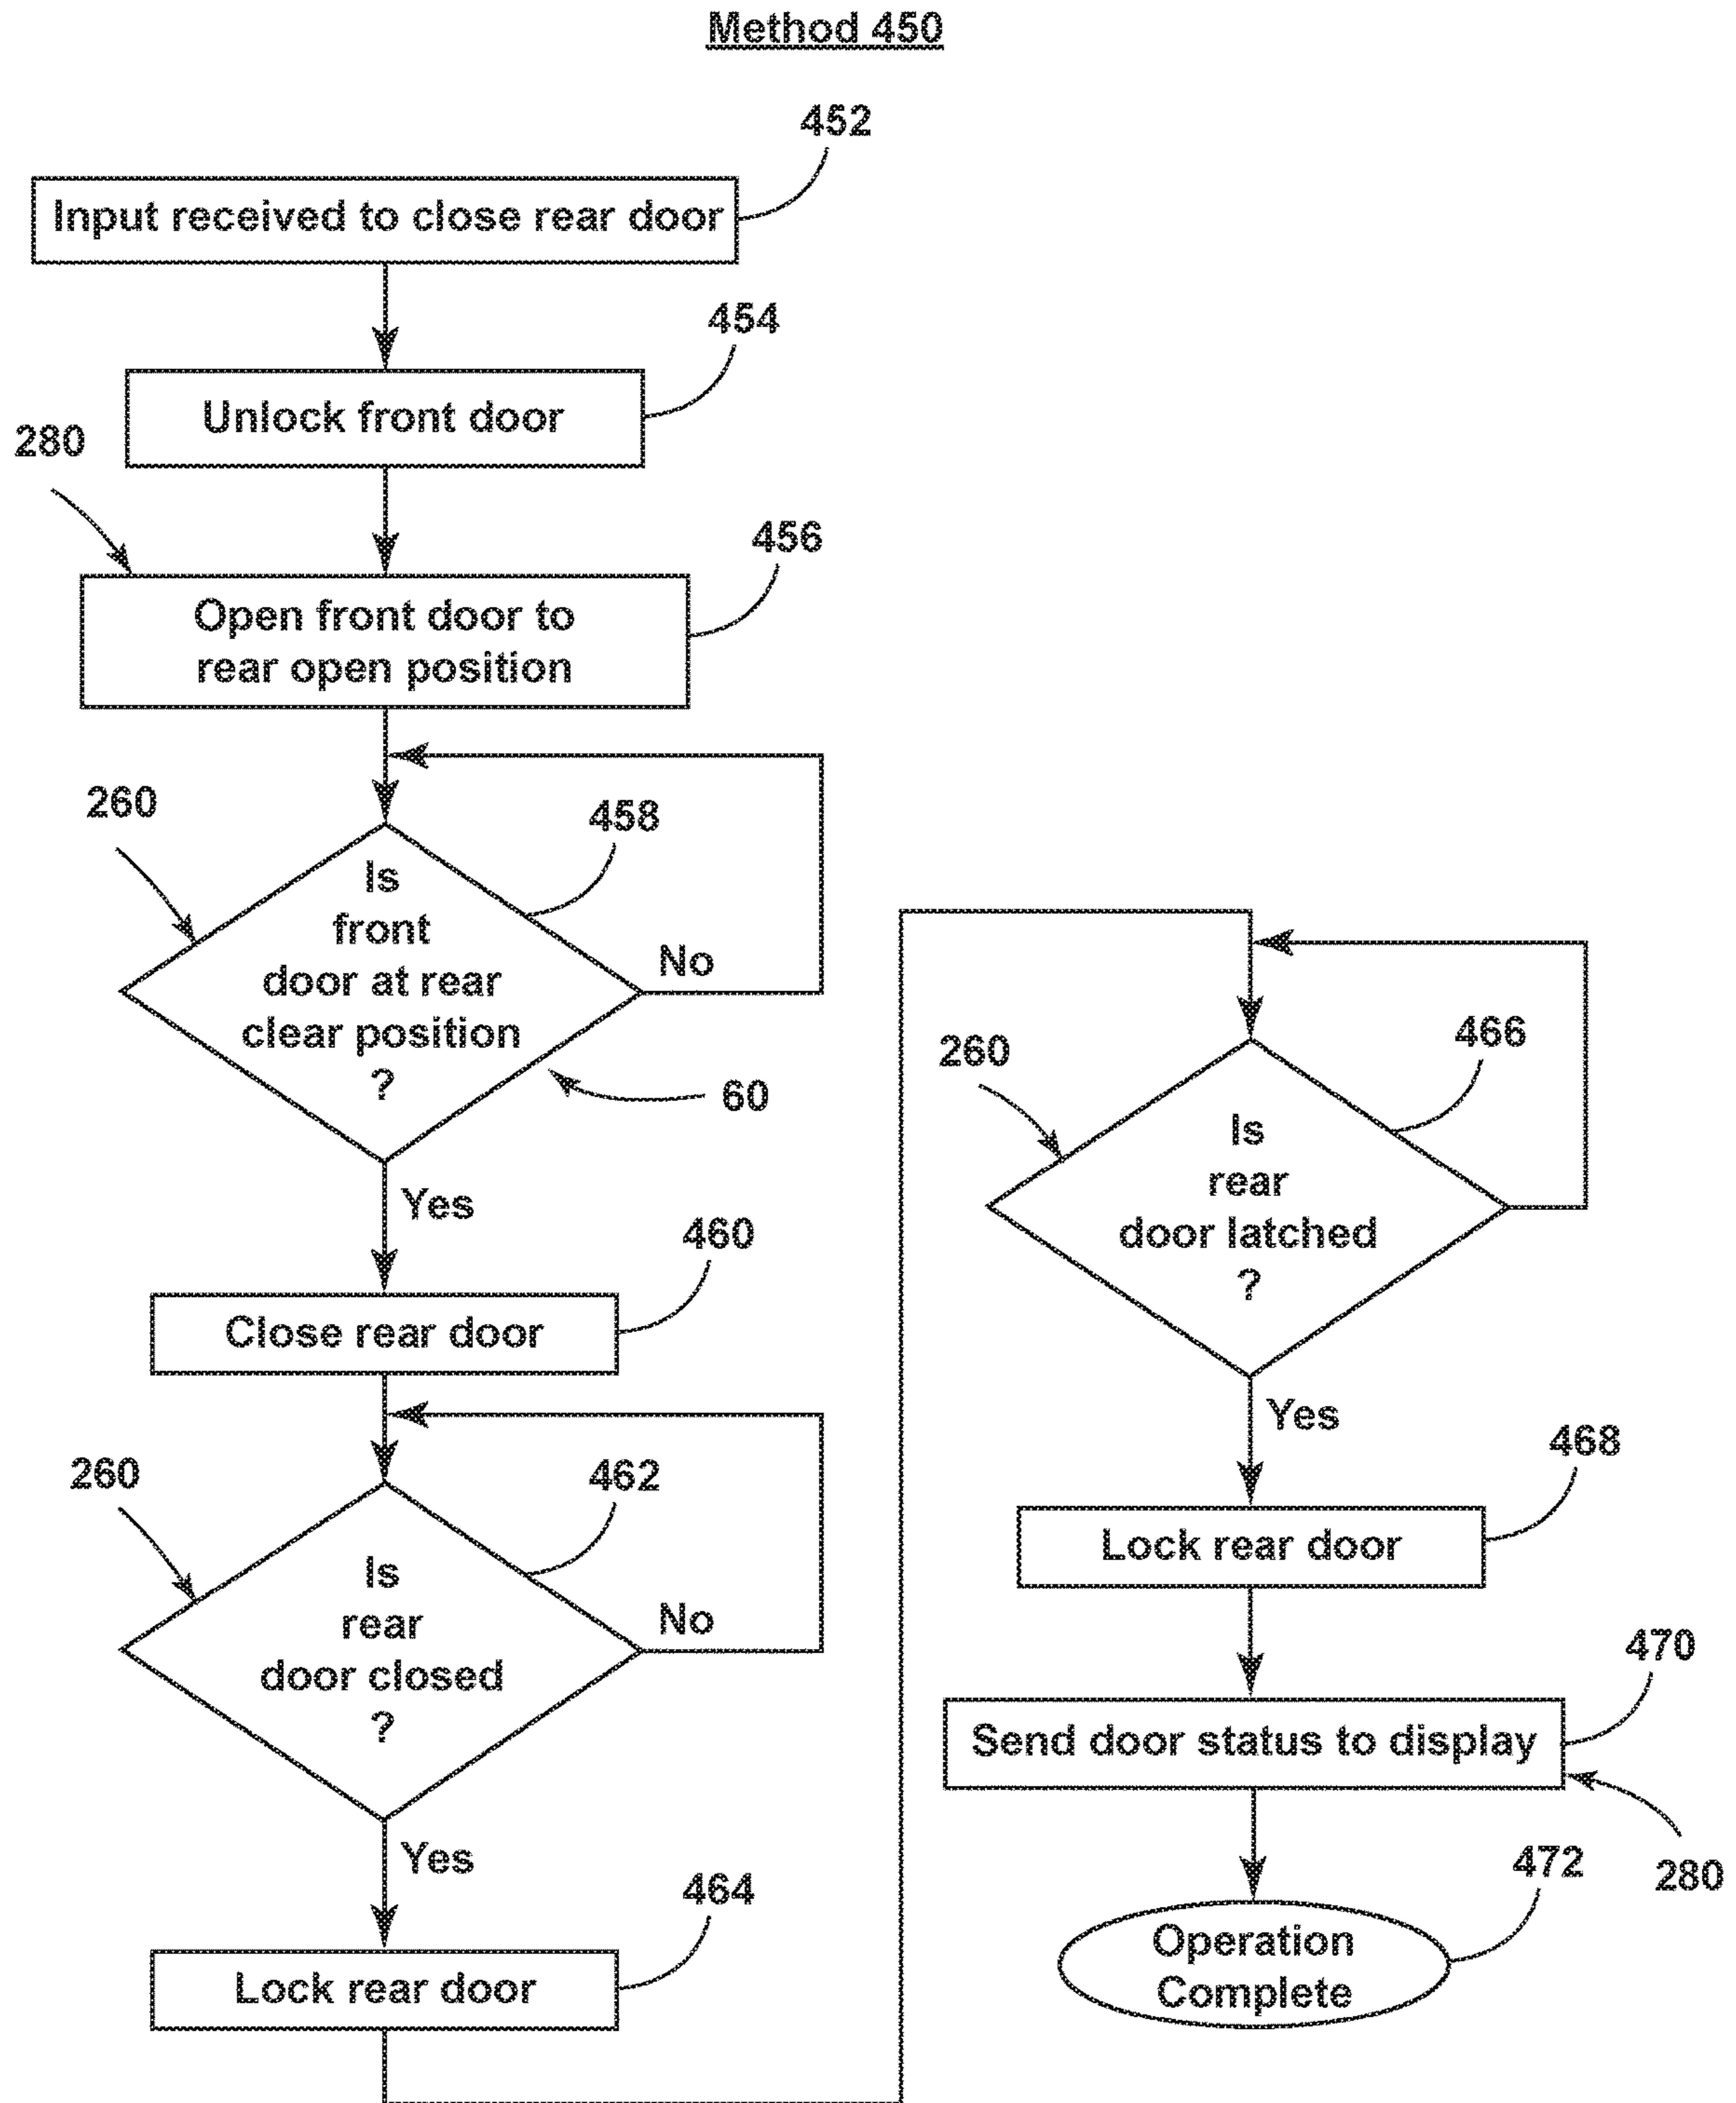 Method 450
452
Input received to close rear door
454
Unlock front door
280
456
Open front door to
rear open position
260
458
Is
front
door at rear
clear position
?
No
60
Yes
460
Close rear door
260
462
Is
rear
door closed
?
No
Yes
464
Lock rear door
260
466
Is
rear
door latched
?
Yes
468
Lock rear door
470
Send door status to display
280
472
Operation
Complete